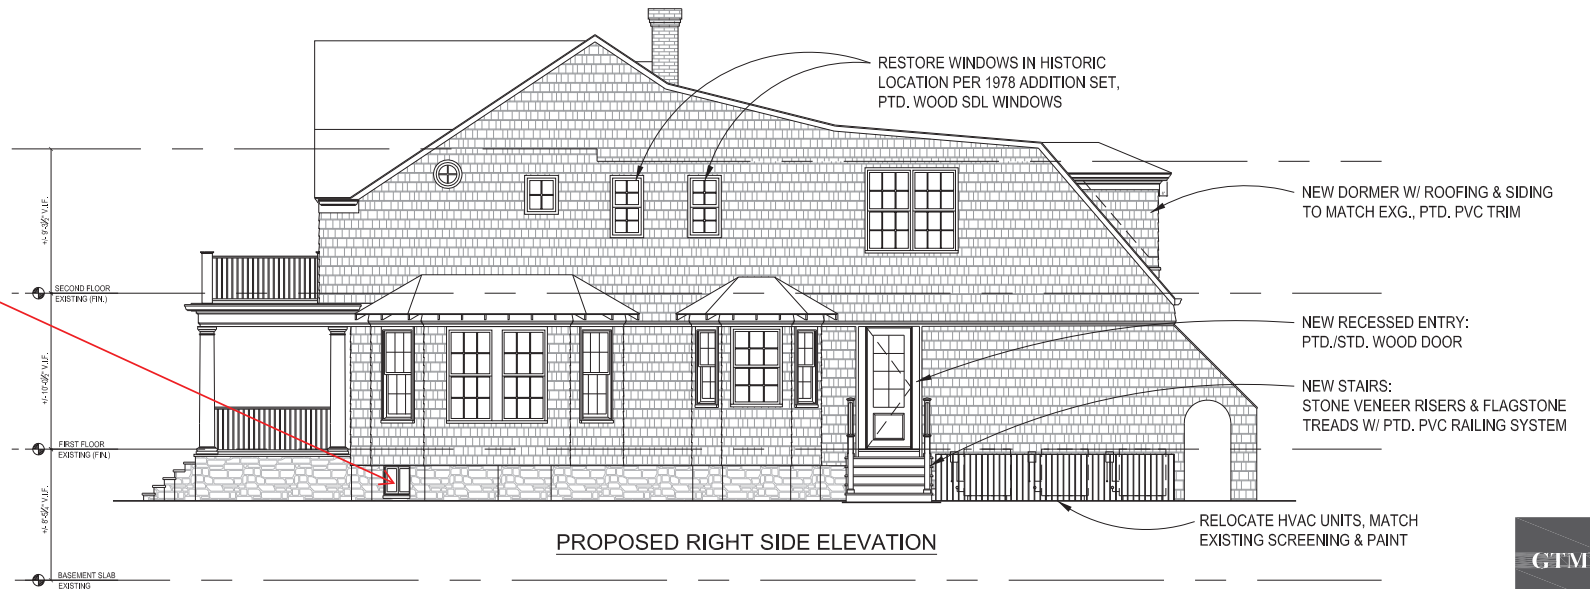 RESTORE WINDOWS IN HISTORIC
LOCATION PER 1978 ADDITION SET,
PTD. WOOD SDL WINDOWS
NEW DORMER W/ ROOFING & SIDING
TO MATCH EXG., PTD. PVC TRIM
SECOND FLOOR
EXISTING (FIN.)
NEW RECESSED ENTRY:
PTD./STD. WOOD DOOR
NEW STAIRS:
STONE VENEER RISERS & FLAGSTONE
TREADS W/ PTD. PVC RAILING SYSTEM
FIRST FLOOR
EXISTING (FIN.)
RELOCATE HVAC UNITS, MATCH
EXISTING SCREENING & PAINT
PROPOSED RIGHT SIDE ELEVATION
BASEMENT SLAB
EXISTING
GTM